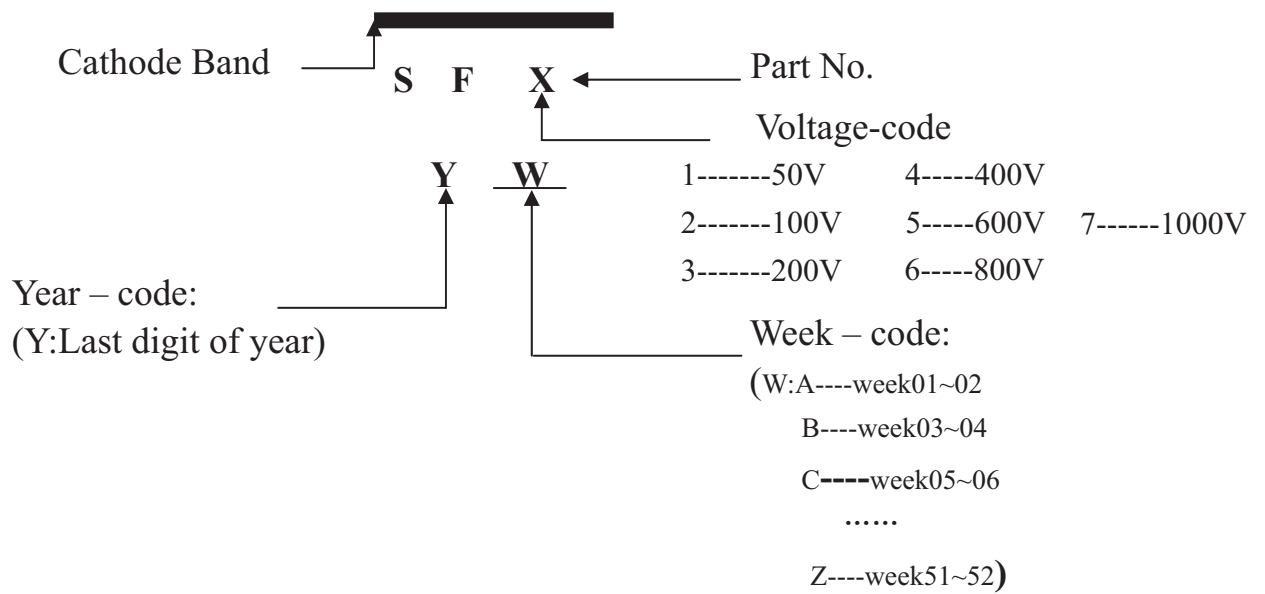 Cathode Band
S F X
Part No.
Voltage-code
Y W
1-------50V 4-----400V
2-------100V 5-----600V 7------1000V
3-------200V 6-----800V
Year – code:
(Y:Last digit of year)
Week – code:
(W:A----week01~02
B----week03~04
C----week05~06
......
Z----week51~52)